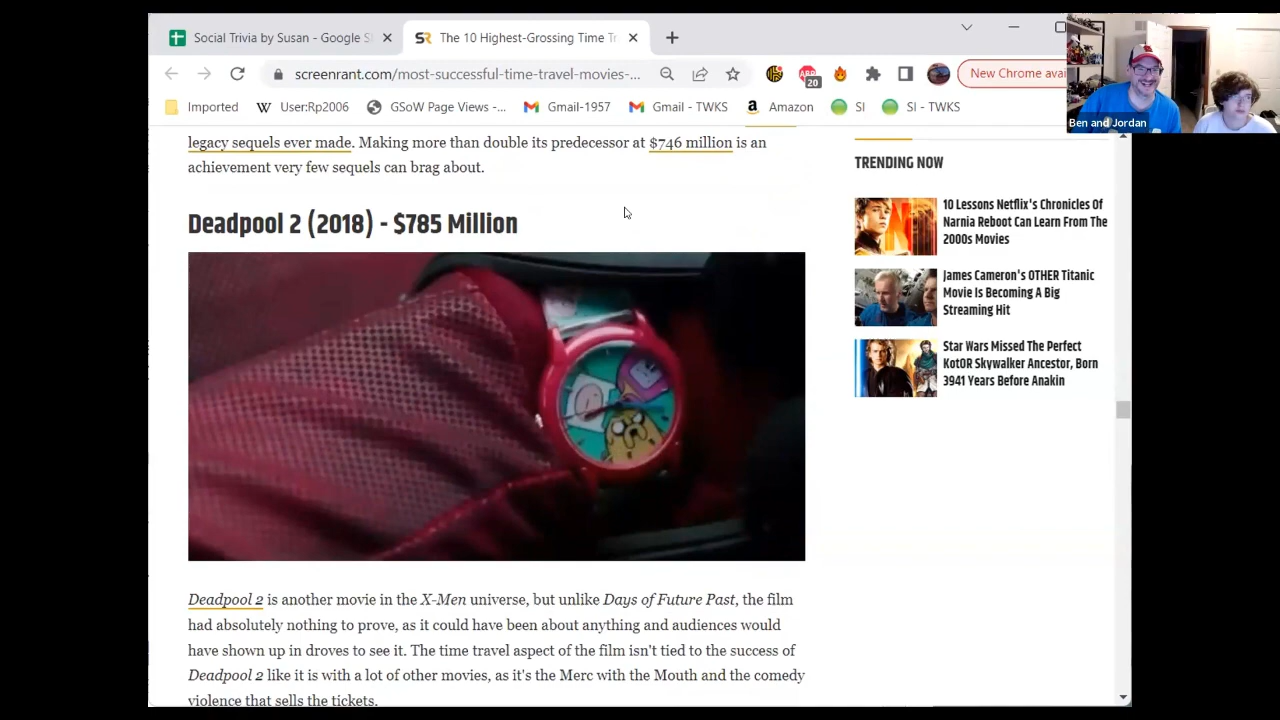 Social Trivia by Susan - Google S
The 10 Highest-Grossing Time Tr
screenrant.com/most-successful-time-travel-movies-...
20
New Chrome avai
Imported
User:Rp2006
GSoW Page Views -...
Gmail-1957
Gmail - TWKS
Amazon
SI
SI - TWKS
Ben and Jordan
legacy sequels ever made. Making more than double its predecessor at $746 million is an
achievement very few sequels can brag about.
Deadpool 2 (2018) - $785 Million
Deadpool 2 is another movie in the X-Men universe, but unlike Days of Future Past, the film
had absolutely nothing to prove, as it could have been about anything and audiences would
have shown up in droves to see it. The time travel aspect of the film isn't tied to the success of
Deadpool 2 like it is with a lot of other movies, as it's the Merc with the Mouth and the comedy
violence that sells the tickets.
TRENDING NOW
10 Lessons Netflix's Chronicles Of
Narnia Reboot Can Learn From The
2000s Movies
James Cameron's OTHER Titanic
Movie Is Becoming A Big
Streaming Hit
Star Wars Missed The Perfect
KotOR Skywalker Ancestor, Born
3941 Years Before Anakin